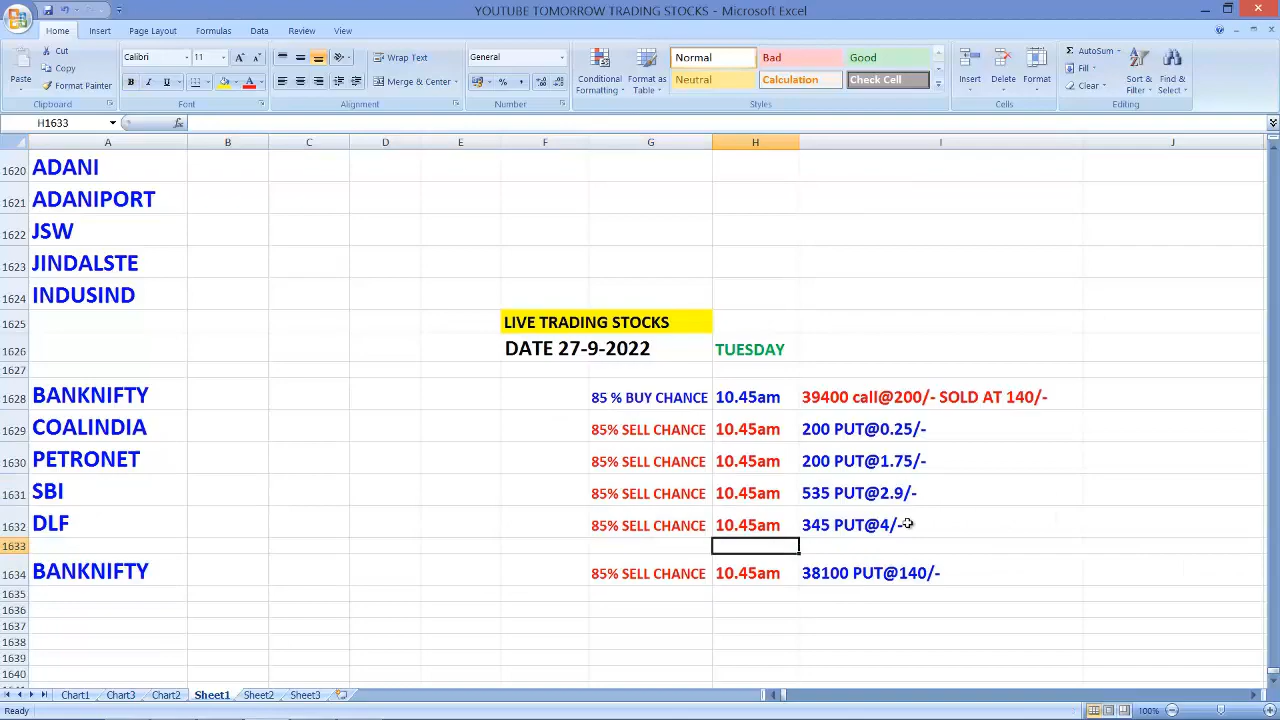 YOUTUBE TOMORROW TRADING STOCKS - Microsoft Excel
Home Insert Page Layout Formulas Data Review View
Cut
Copy
Paste
Clipboard
Calibri 11
B I U
Font
Wrap Text
Merge & Center
Alignment
General
Number
Conditional Formatting
Format as Table
Normal Bad Good
Neutral Calculation Check Cell
Styles
Insert Delete Format
Cells
AutoSum
Fill
Clear
Sort & Filter
Find & Select
Editing
H1633 fx
A B C D E F G H I J
1620 ADANI
1621 ADANIPORT
1622 JSW
1623 JINDALSTE
1624 INDUSIND
1625 LIVE TRADING STOCKS
1626 DATE 27-9-2022 TUESDAY
1627
1628 BANKNIFTY 85 % BUY CHANCE 10.45am 39400 call@200/- SOLD AT 140/-
1629 COALINDIA 85% SELL CHANCE 10.45am 200 PUT@0.25/-
1630 PETRONET 85% SELL CHANCE 10.45am 200 PUT@1.75/-
1631 SBI 85% SELL CHANCE 10.45am 535 PUT@2.9/-
1632 DLF 85% SELL CHANCE 10.45am 345 PUT@4/-
1633
1634 BANKNIFTY 85% SELL CHANCE 10.45am 38100 PUT@140/-
1635
1636
1637
1638
1639
1640
Chart1 Chart3 Chart2 Sheet1 Sheet2 Sheet3
Ready 100%